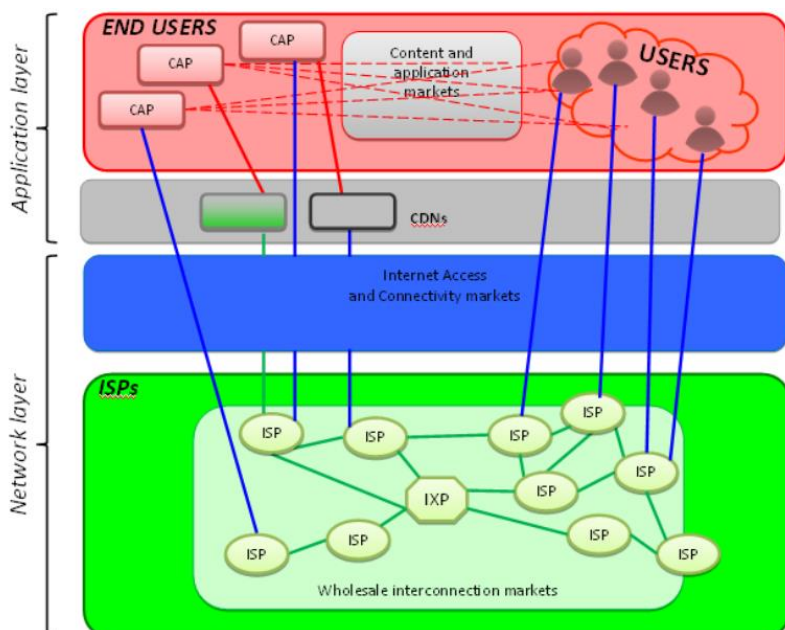 END USERS
CAP
CAP
CAP
Content and
application
markets
USERS
Application layer
CDNs
Internet Access
and Connectivity markets
Network layer
ISPs
ISP
ISP
ISP
ISP
ISP
ISP
IXP
ISP
ISP
ISP
ISP
Wholesale interconnection markets